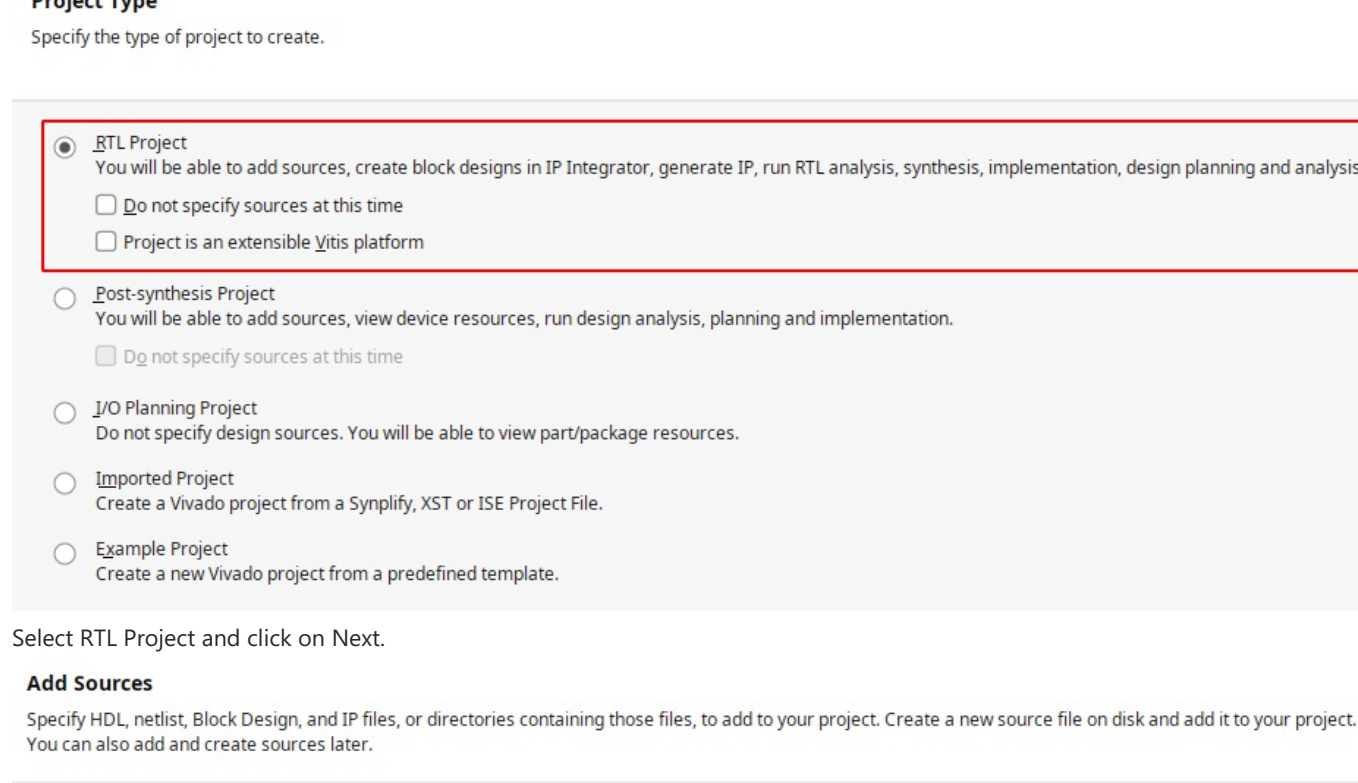 Project Type
Specify the type of project to create.
RTL Project
You will be able to add sources, create block designs in IP Integrator, generate IP, run RTL analysis, synthesis, implementation, design planning and analysis
Do not specify sources at this time
Project is an extensible Vitis platform
Post-synthesis Project
You will be able to add sources, view device resources, run design analysis, planning and implementation.
Do not specify sources at this time
I/O Planning Project
Do not specify design sources. You will be able to view part/package resources.
Imported Project
Create a Vivado project from a Synplify, XST or ISE Project File.
Example Project
Create a new Vivado project from a predefined template.
Select RTL Project and click on Next.
Add Sources
Specify HDL, netlist, Block Design, and IP files, or directories containing those files, to add to your project. Create a new source file on disk and add it to your project.
You can also add and create sources later.